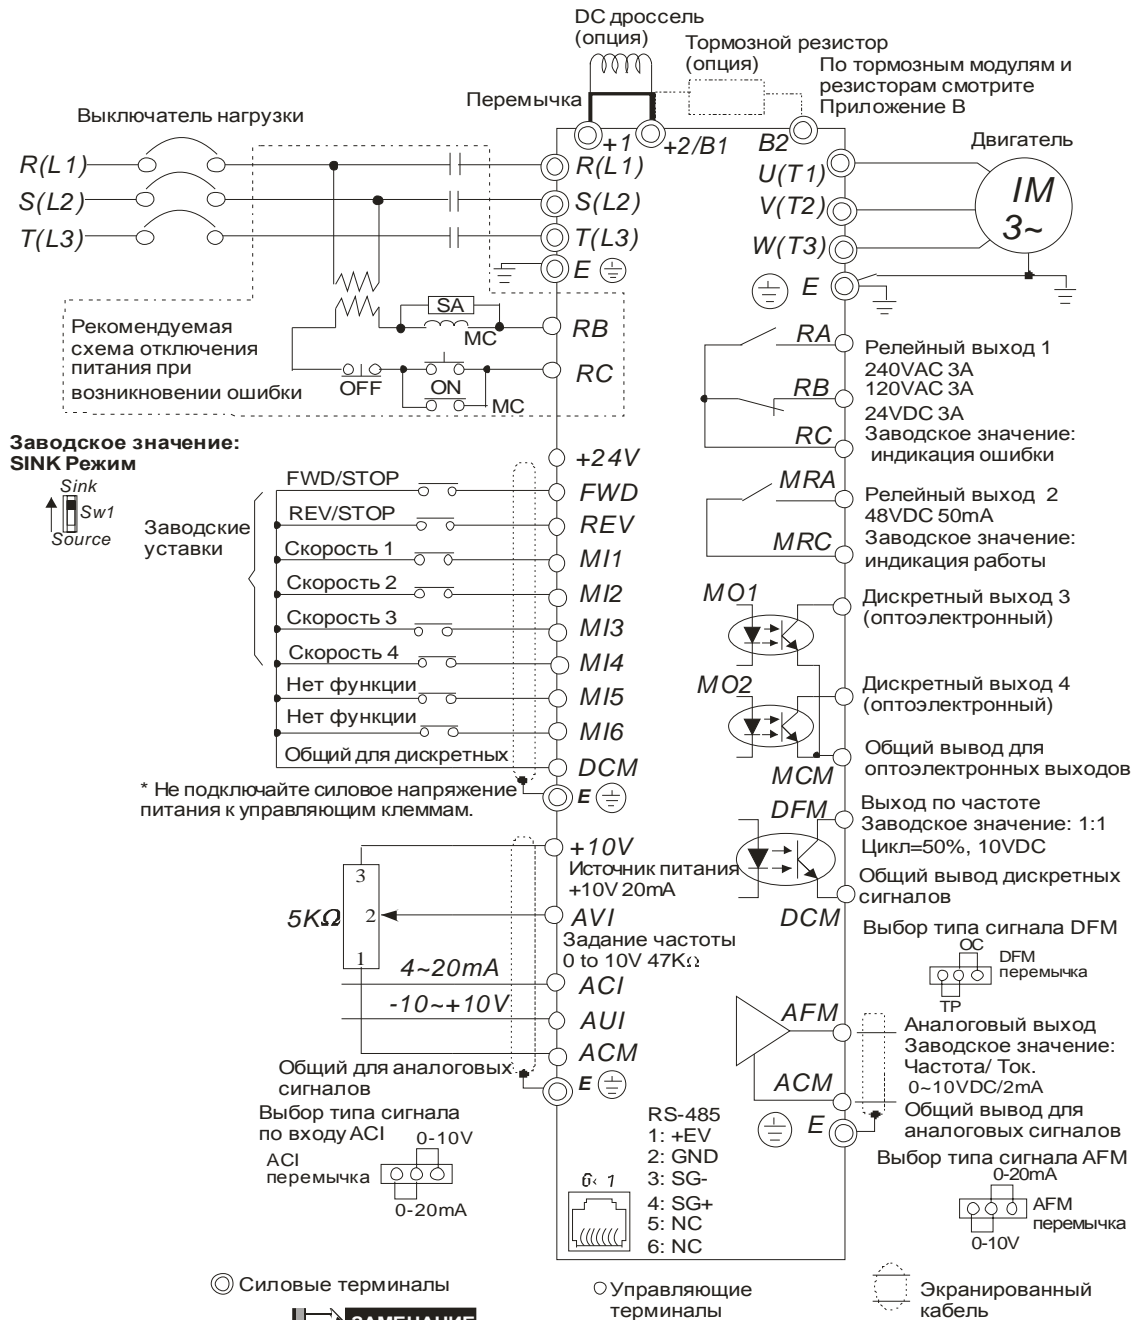 DC дроссель
(опция)
Тормозной резистор
(опция)
По тормозным модулям и
резисторам смотрите
Приложение В
Перемычка
Выключатель нагрузки
+1
+2/B1
B2
Двигатель
R(L1)
S(L2)
T(L3)
R(L1)
S(L2)
T(L3)
E
U(T1)
V(T2)
W(T3)
E
IM
3~
Рекомендуемая
схема отключения
питания при
возникновении ошибки
SA
MC
OFF
ON
MC
RB
RC
RA
RB
RC
Релейный выход 1
240VAC 3A
120VAC 3A
24VDC 3A
Заводское значение:
индикация ошибки
MRA
MRC
Релейный выход 2
48VDC 50mA
Заводское значение:
индикация работы
Заводское значение:
SINK Режим
Sink
Sw1
Source
Заводские
уставки
FWD/STOP
REV/STOP
Скорость 1
Скорость 2
Скорость 3
Скорость 4
Нет функции
Нет функции
Общий для дискретных
+24V
FWD
REV
MI1
MI2
MI3
MI4
MI5
MI6
DCM
E
* Не подключайте силовое напряжение
питания к управляющим клеммам.
MO1
Дискретный выход 3
(оптоэлектронный)
MO2
Дискретный выход 4
(оптоэлектронный)
MCM
Общий вывод для
оптоэлектронных выходов
DFM
Выход по частоте
Заводское значение: 1:1
Цикл=50%, 10VDC
DCM
Общий вывод дискретных
сигналов
Выбор типа сигнала DFM
OC
DFM
перемычка
TP
+10V
Источник питания
+10V 20mA
3
2
1
5KΩ
AVI
Задание частоты
0 to 10V 47KΩ
4~20mA
ACI
-10~+10V
AUI
ACM
Общий для аналоговых
сигналов
E
AFM
ACM
E
Аналоговый выход
Заводское значение:
Частота/ Ток.
0~10VDC/2mA
Общий вывод для
аналоговых сигналов
Выбор типа сигнала
по входу ACI
0-10V
ACI
перемычка
0-20mA
RS-485
1: +EV
2: GND
3: SG-
4: SG+
5: NC
6: NC
6‹ 1
Выбор типа сигнала AFM
0-20mA
AFM
перемычка
0-10V
Силовые терминалы
Управляющие
терминалы
Экранированный
кабель
ЗАМЕЧАНИЕ